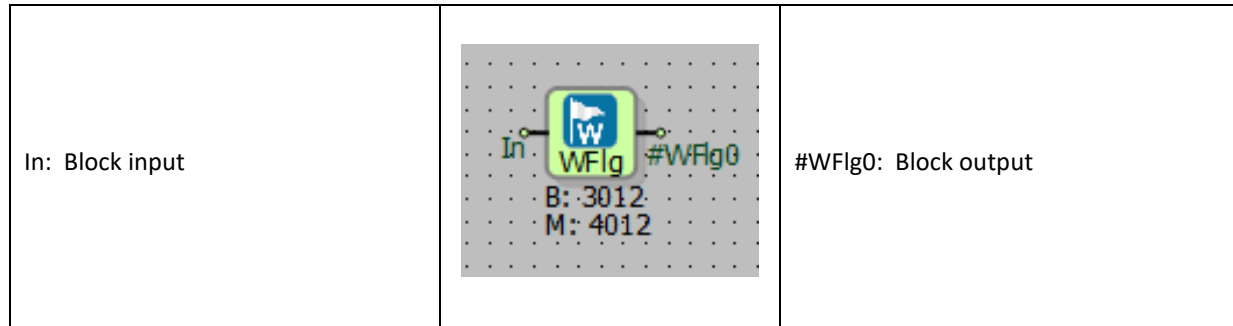 In: Block input
W
In
WFlg
#WFlg0
B: 3012
M: 4012
#WFlg0: Block output